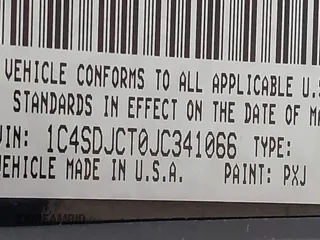 VEHICLE CONFORMS TO ALL APPLICABLE U.S
STANDARDS IN EFFECT ON THE DATE OF MA
VIN: 1C4SDJCT0JC341066 TYPE:
VEHICLE MADE IN U.S.A. PAINT: PXJ